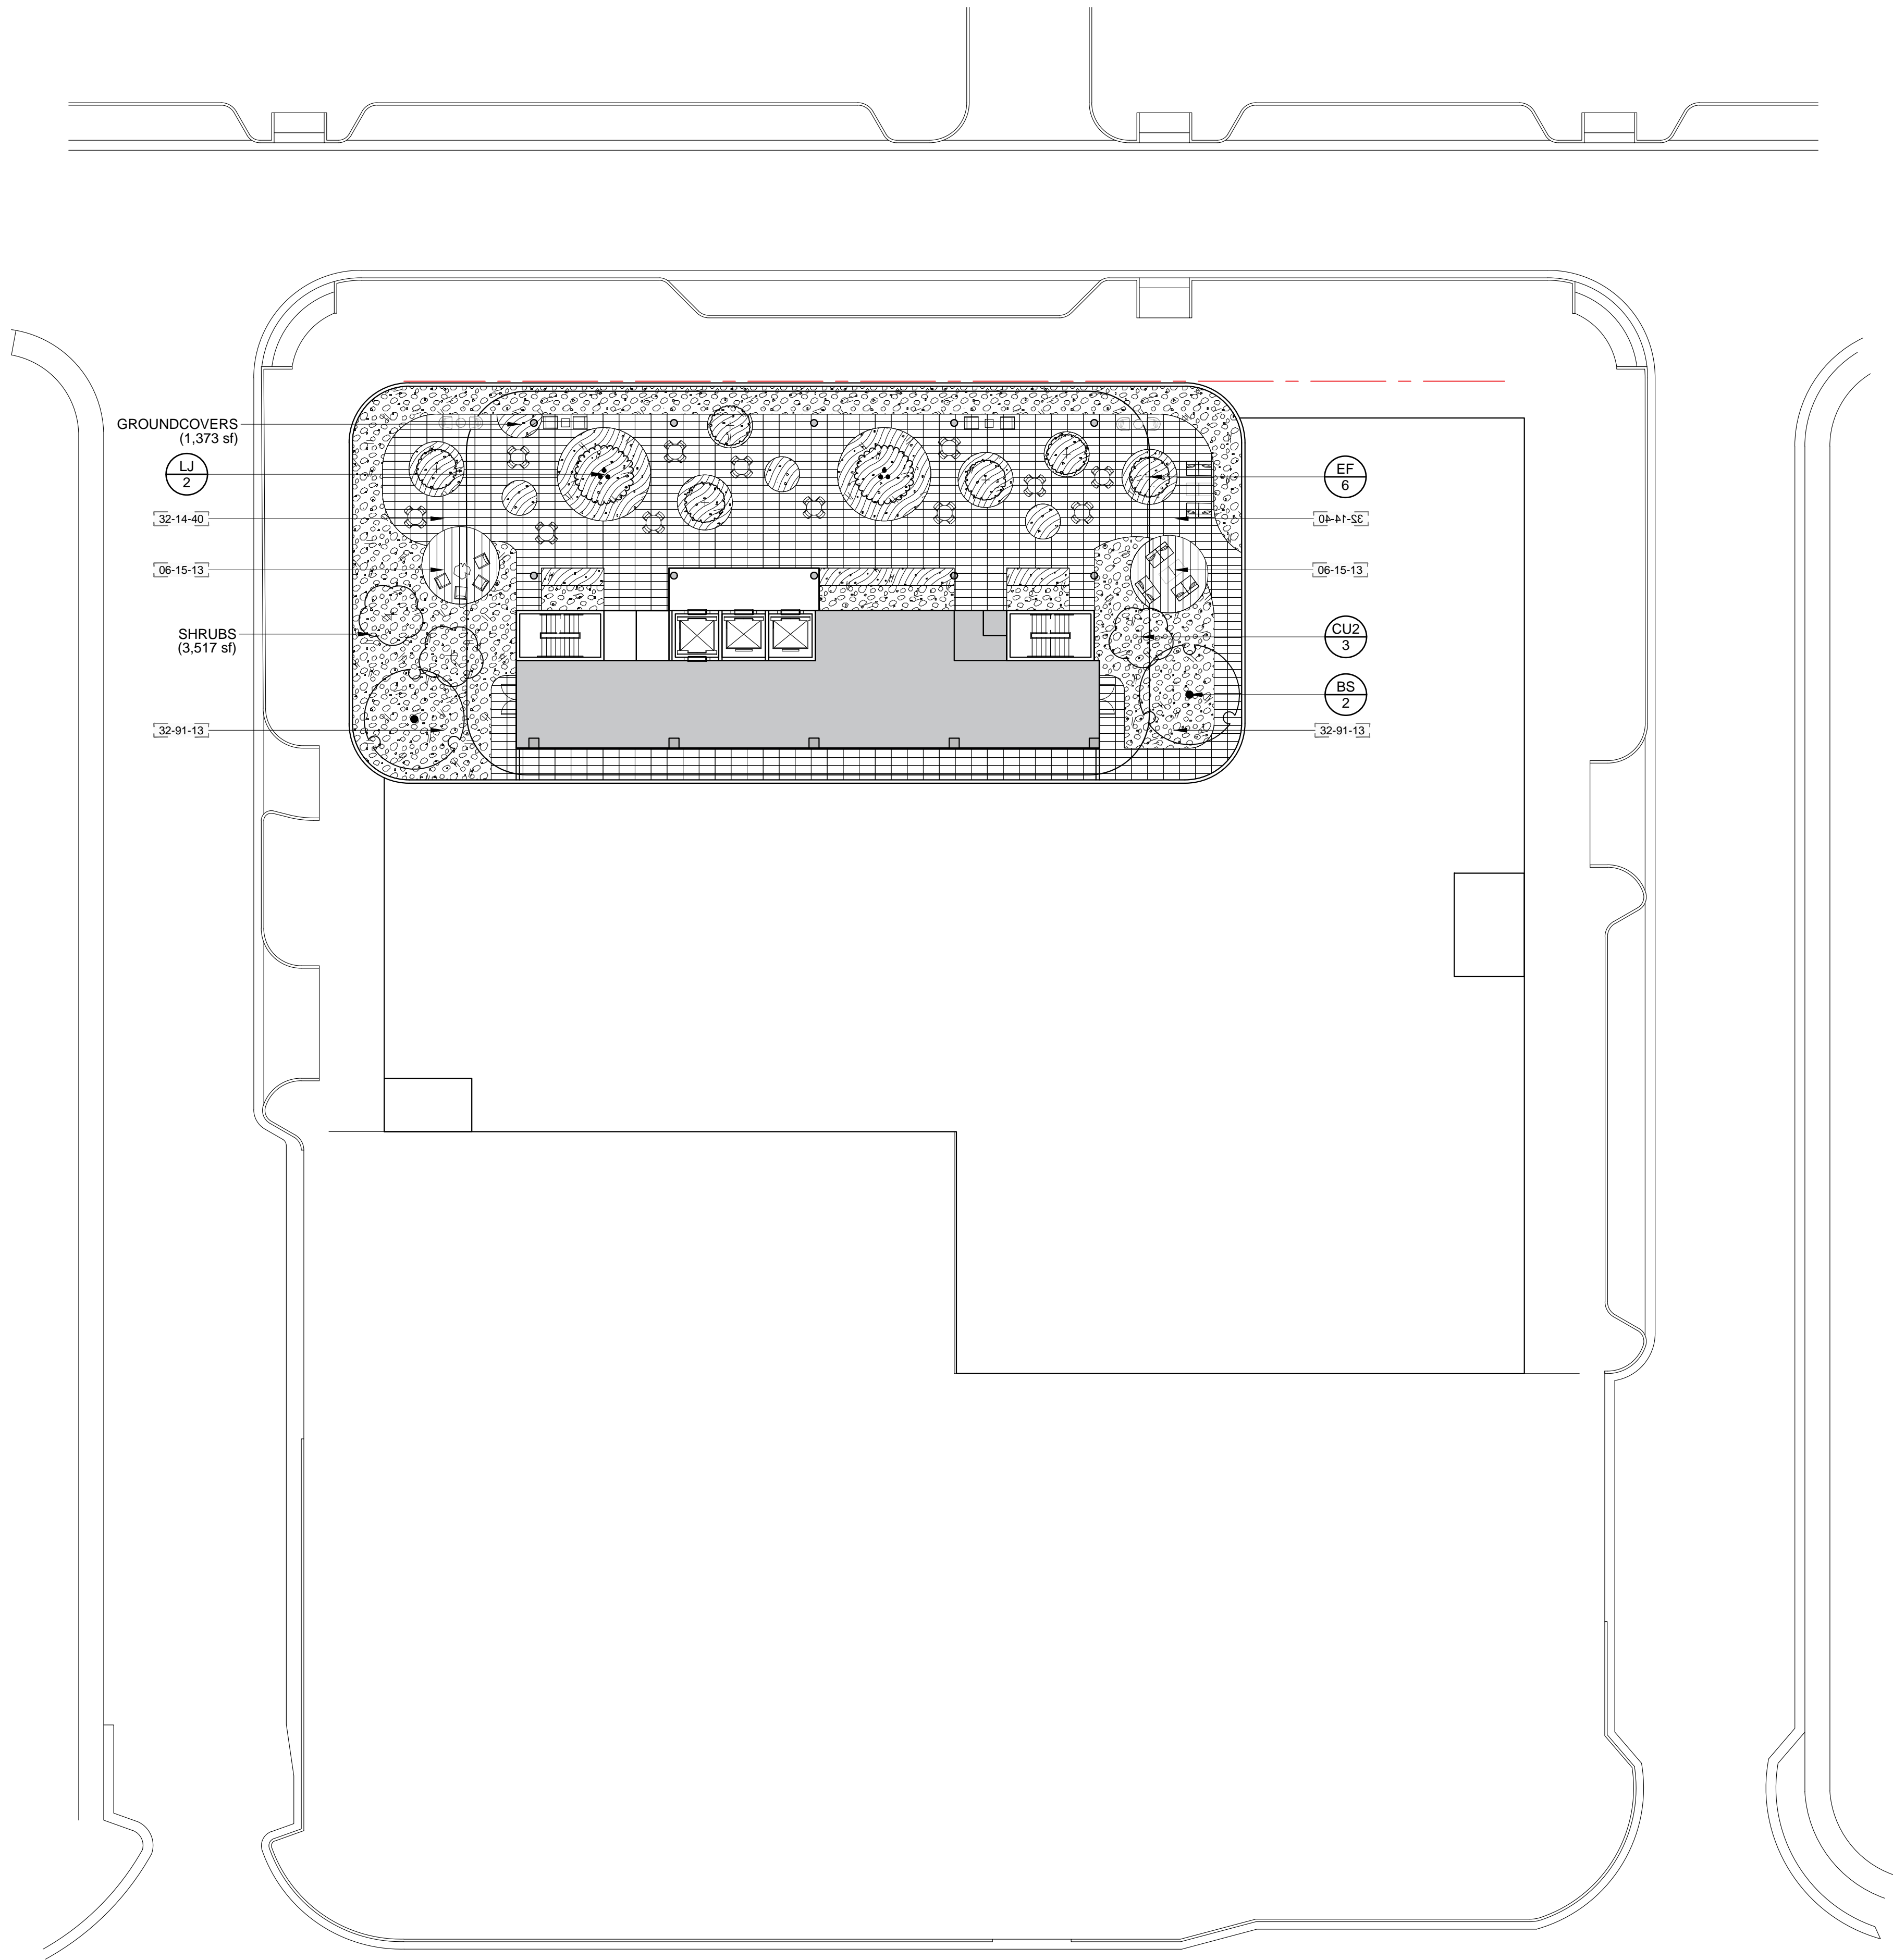 GROUNDCOVERS
(1,373 sf)
LJ
2
32-14-40
06-15-13
SHRUBS
(3,517 sf)
32-91-13
EF
6
32-14-40
06-15-13
CU2
3
BS
2
32-91-13